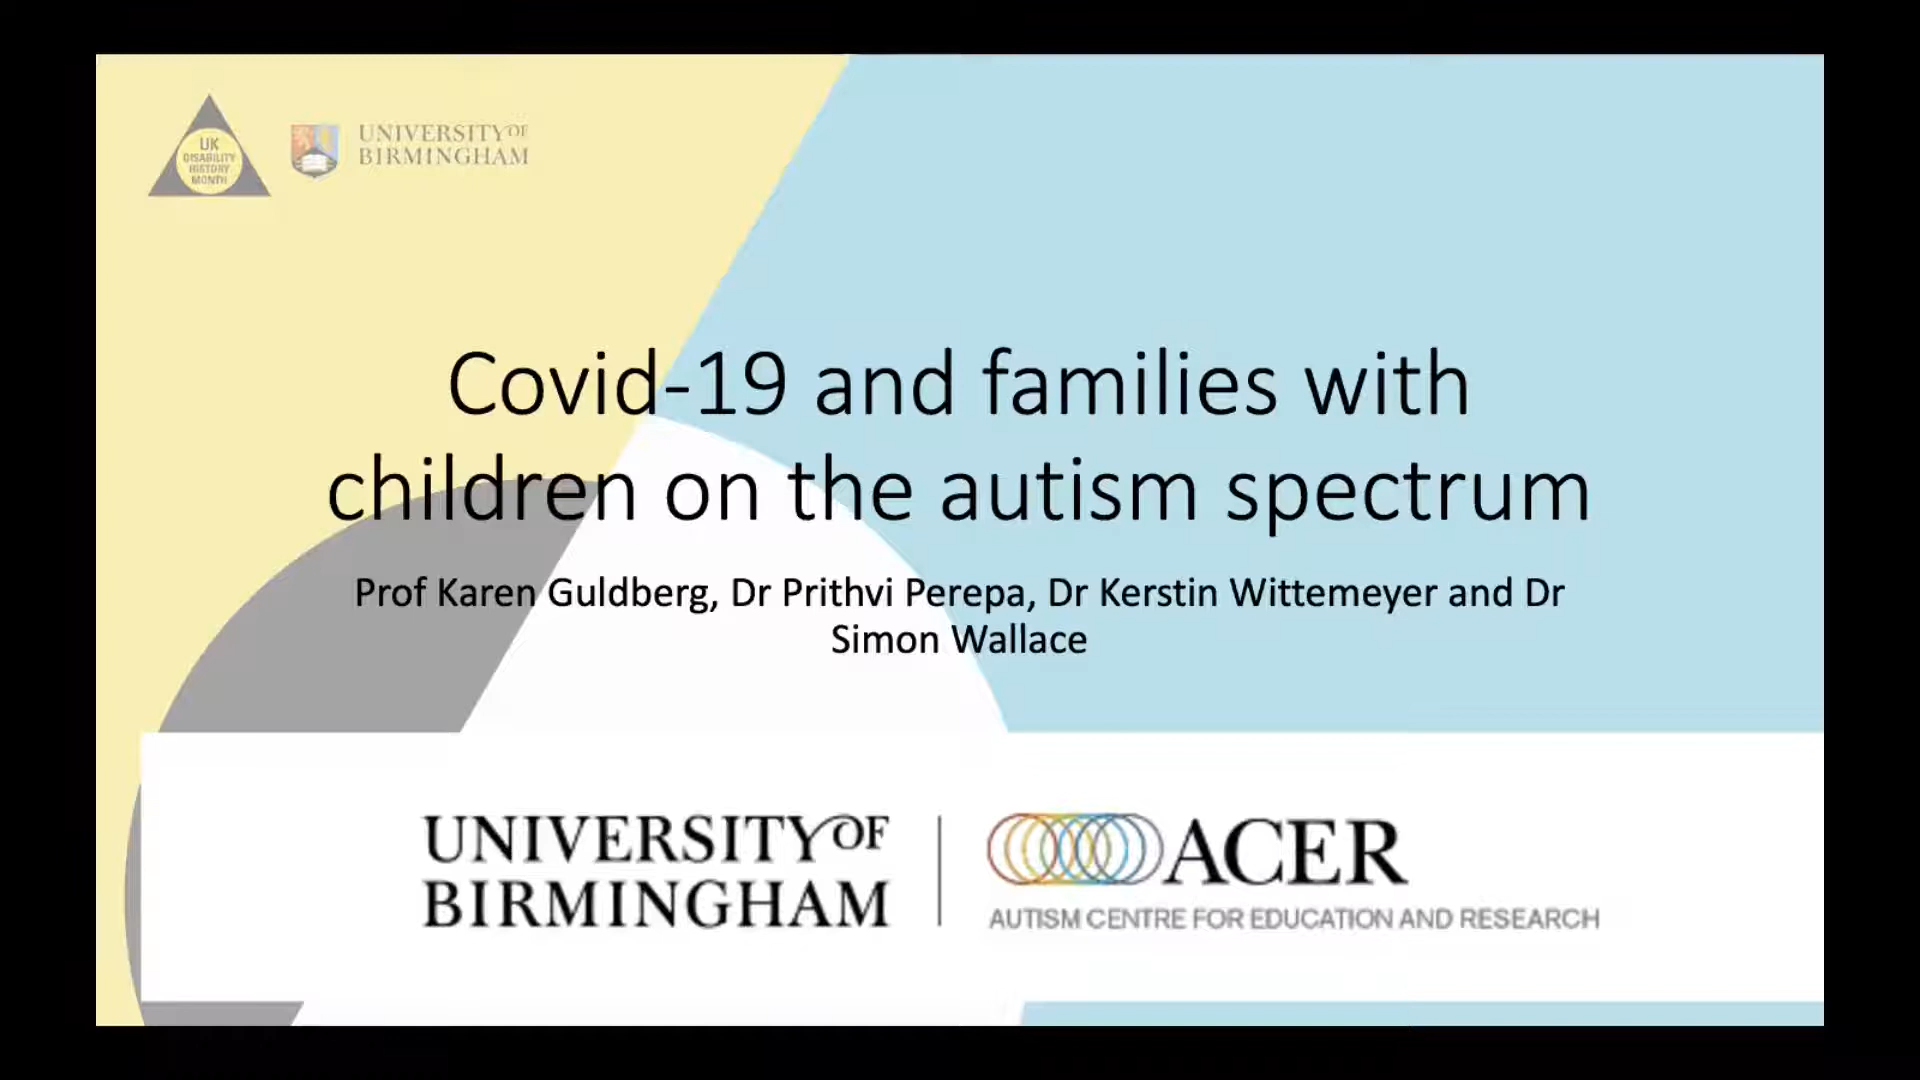 UK
DISABILITY
HISTORY
MONTH
UNIVERSITY OF
BIRMINGHAM
Covid-19 and families with
children on the autism spectrum
Prof Karen Guldberg, Dr Prithvi Perepa, Dr Kerstin Wittemeyer and Dr
Simon Wallace
UNIVERSITY OF
BIRMINGHAM
ACER
AUTISM CENTRE FOR EDUCATION AND RESEARCH